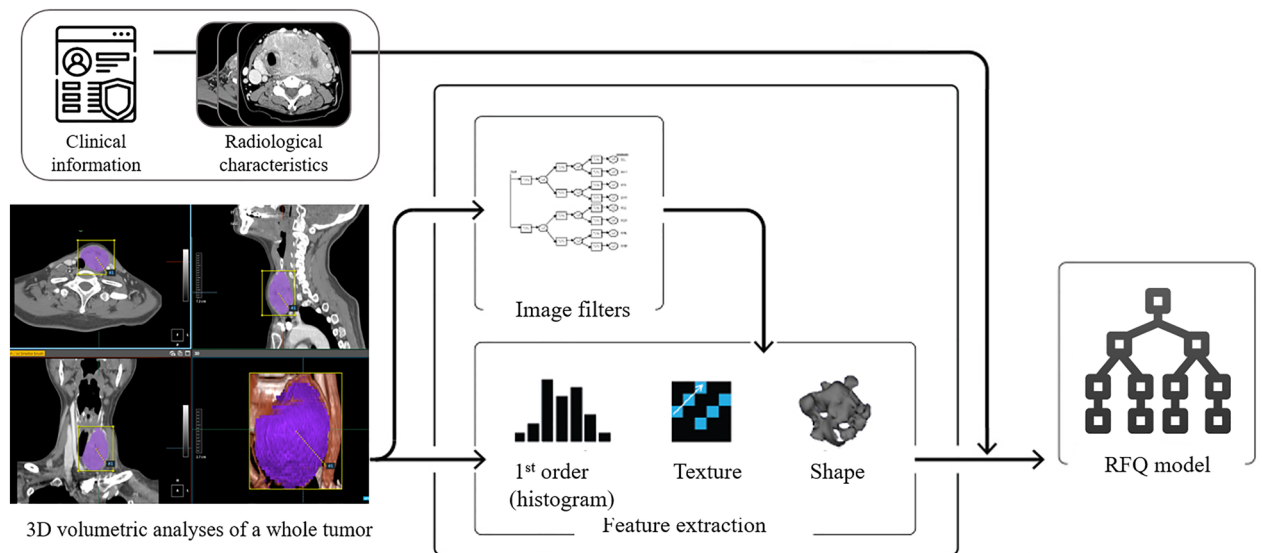 Clinical
information
Radiological
characteristics
Image filters
1st order
(histogram)
Texture
Shape
Feature extraction
RFQ model
3D volumetric analyses of a whole tumor